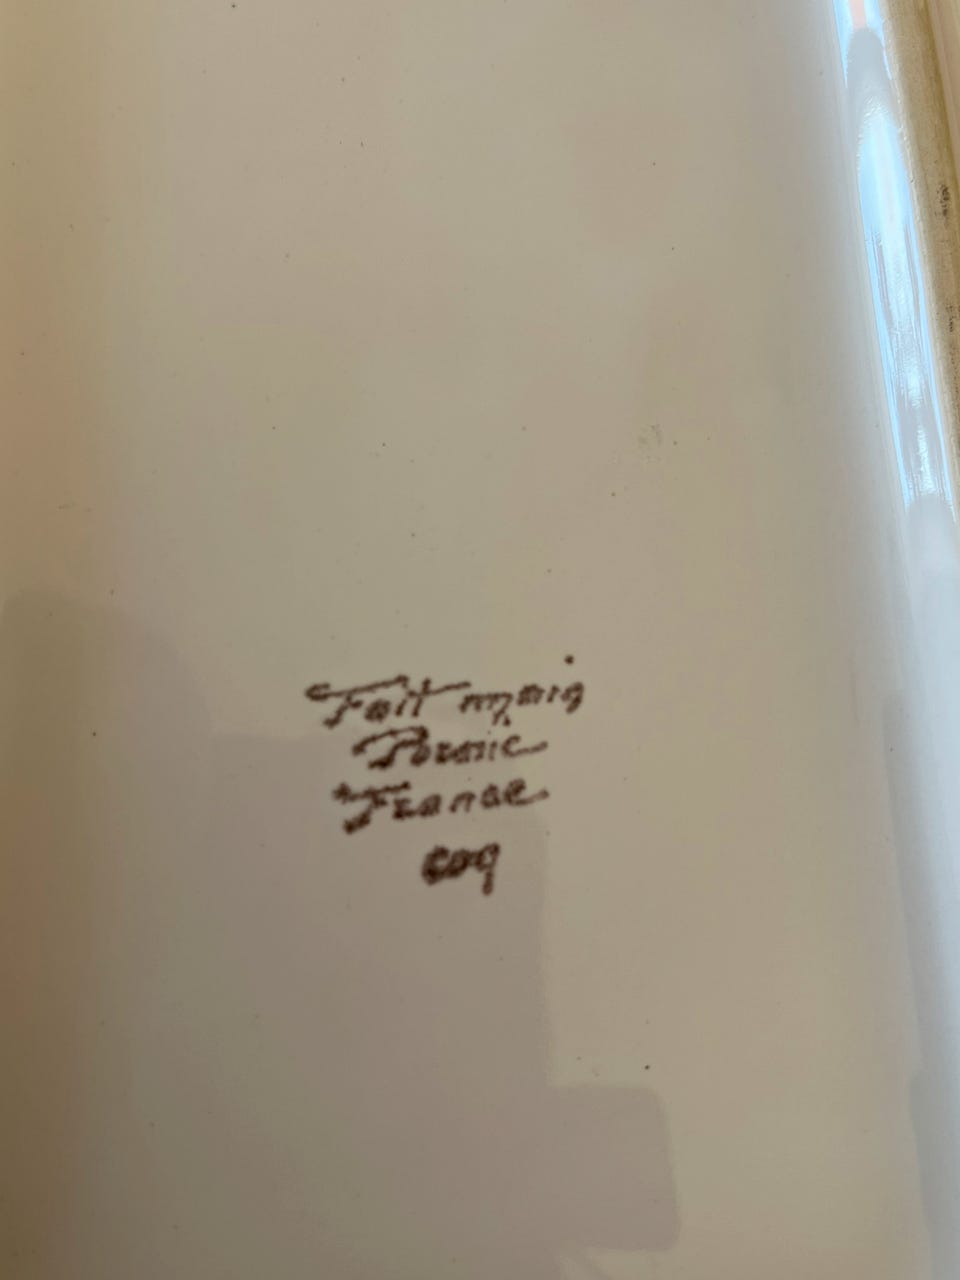 Fait main
Pornic
France
coq